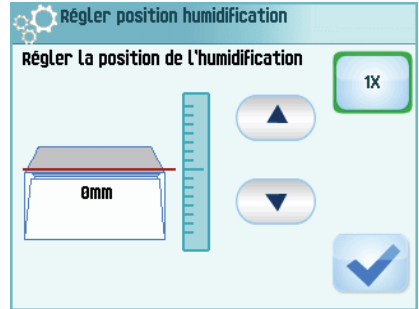 Régler position humidification
Régler la position de l'humidification
1X
0mm